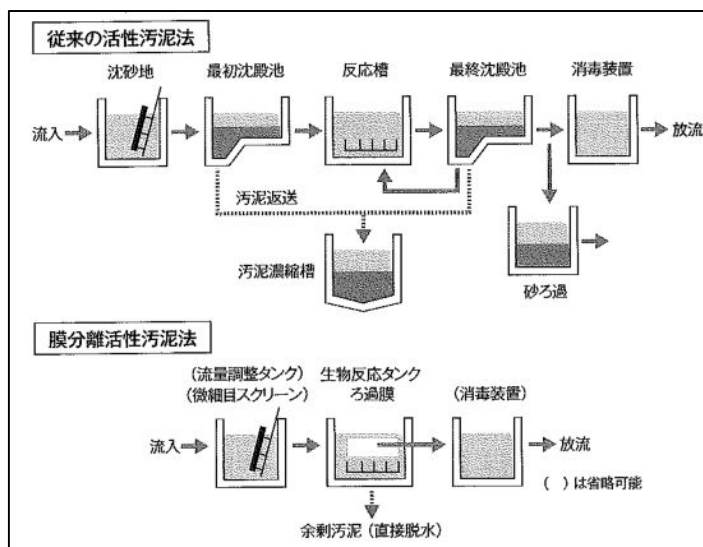 従来の活性汚泥法
沈砂地
最初沈殿池
反応槽
最終沈殿池
消毒装置
流入
放流
汚泥返送
汚泥濃縮槽
砂ろ過
膜分離活性汚泥法
(流量調整タンク)
(微細目スクリーン)
生物反応タンク
ろ過膜
(消毒装置)
流入
放流
( )は省略可能
余剰汚泥(直接脱水)